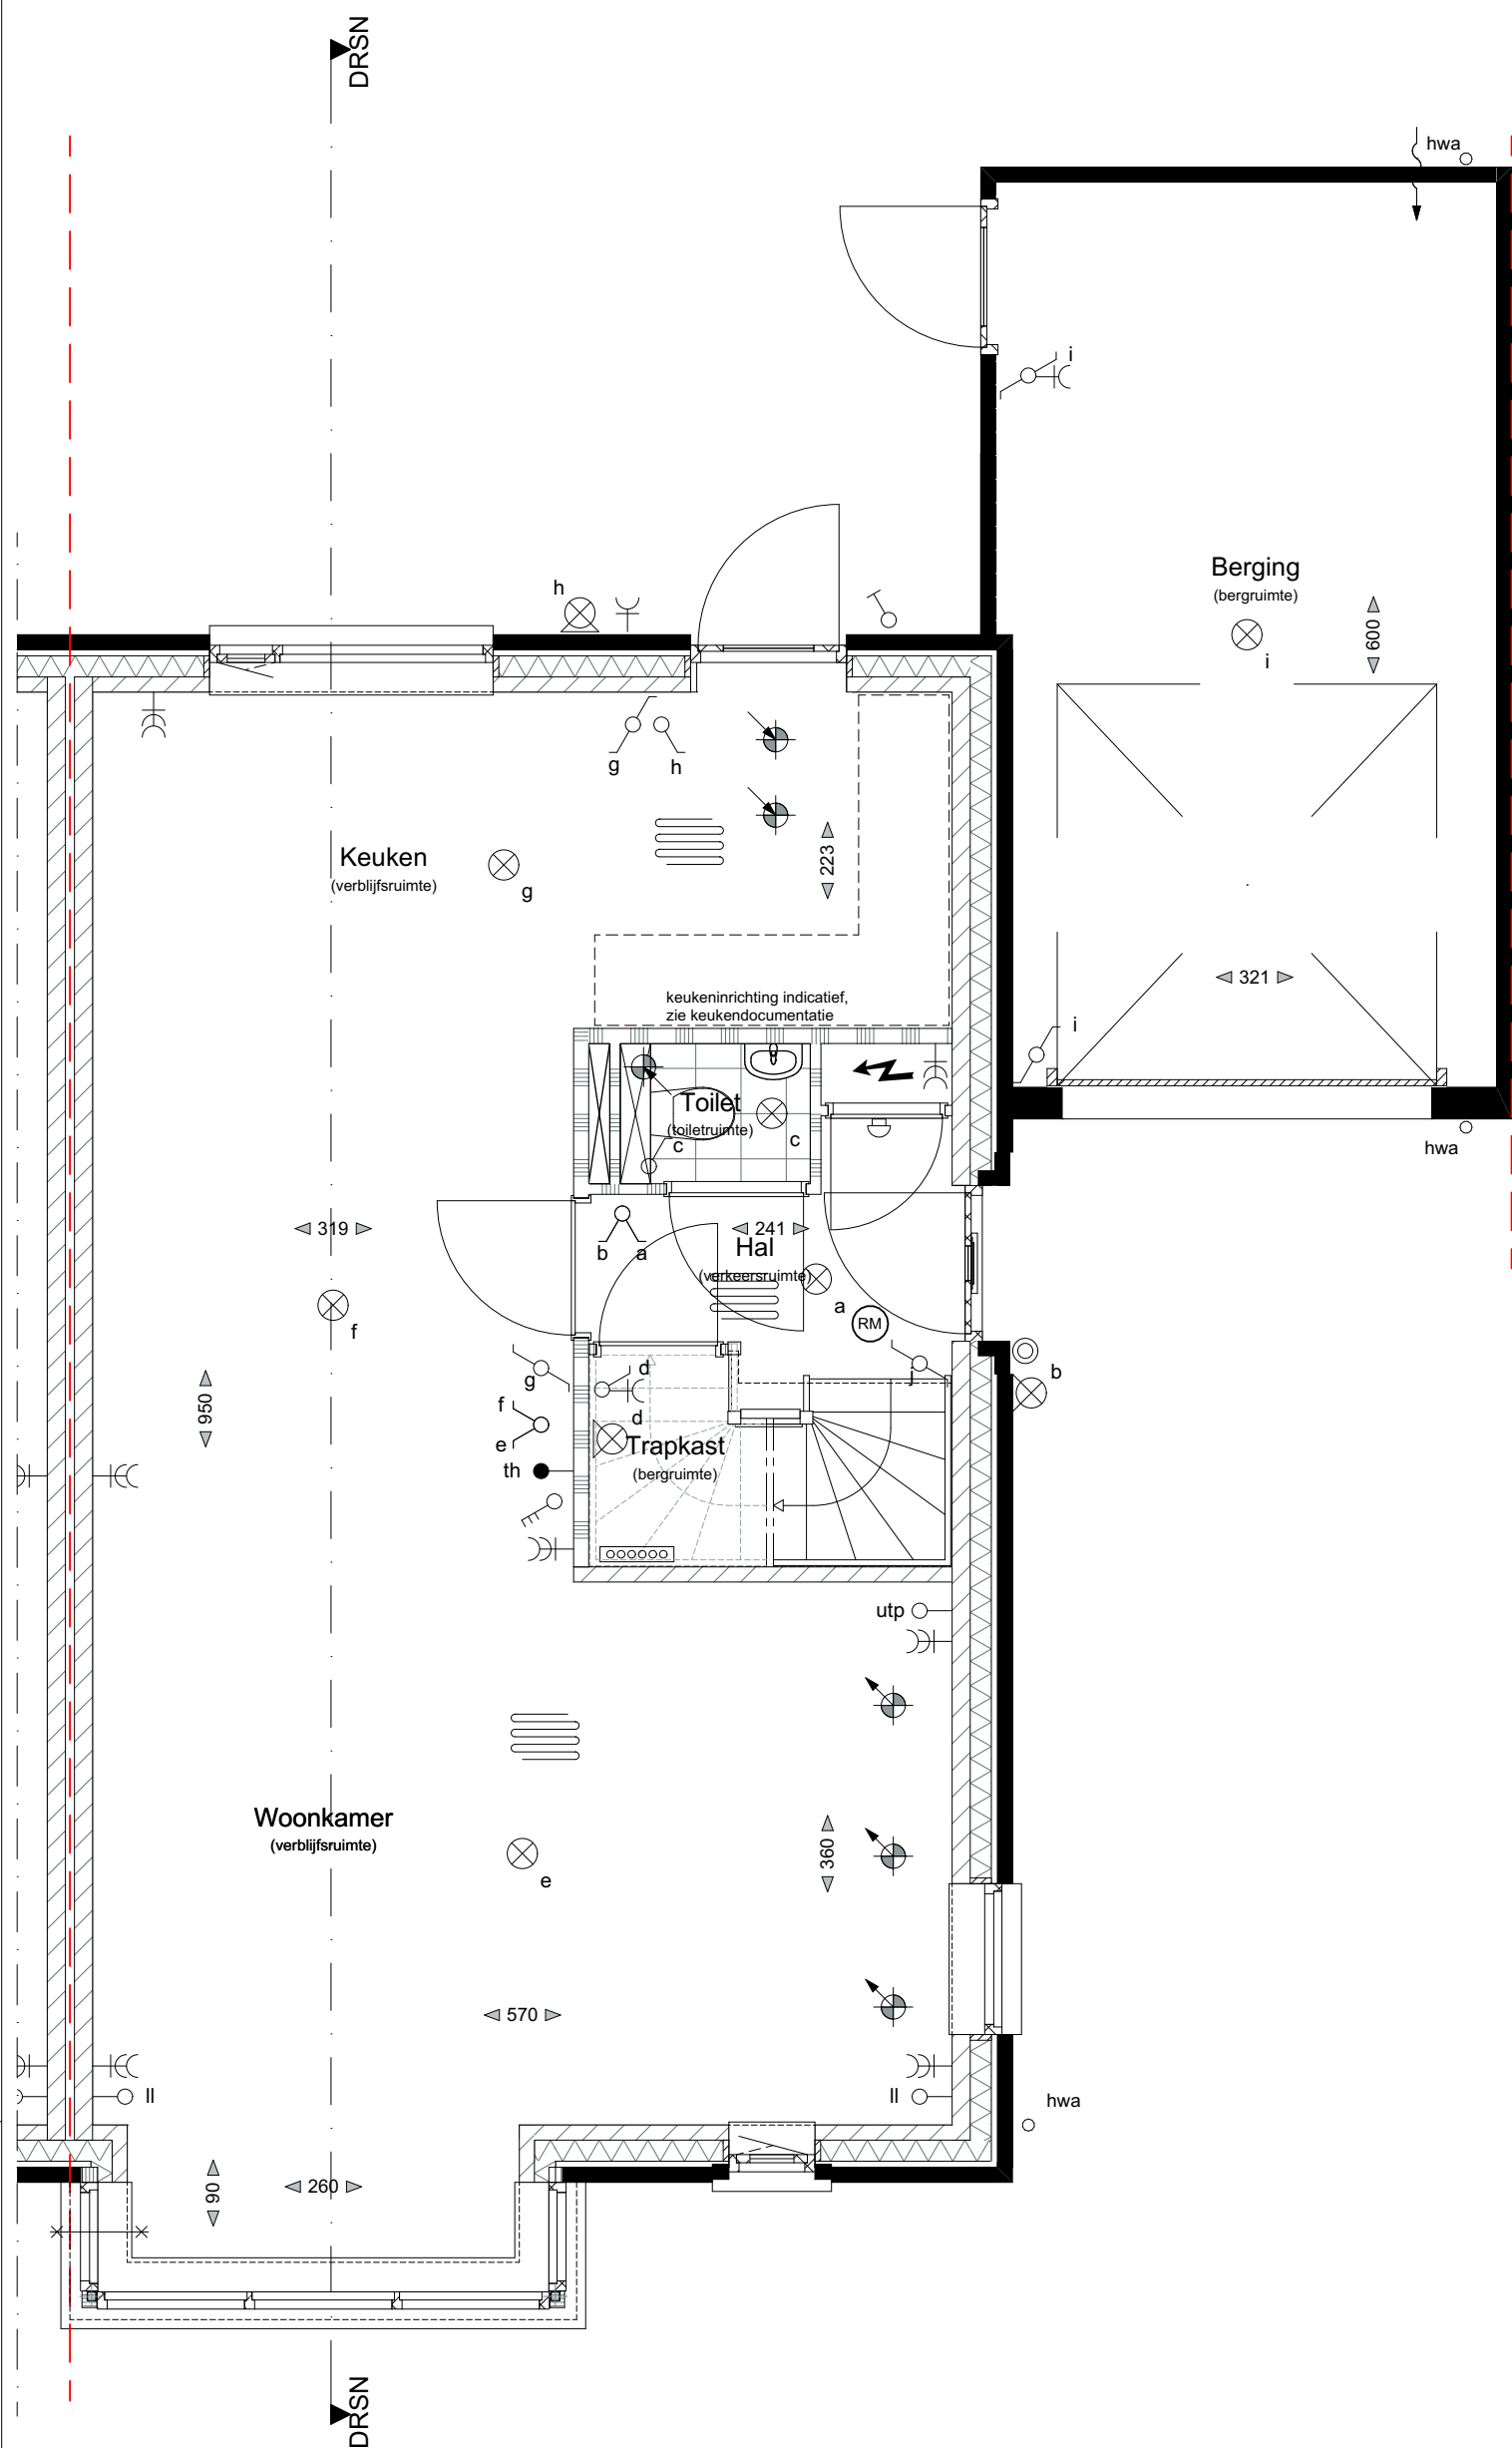 DRSN
hwa
i
h
Berging
(bergruimte)
600
i
g
h
Keuken
(verblijfsruimte)
g
223
321
keukeninrichting indicatief,
zie keukendocumentatie
i
Toilet
(toiletruimte)
c
c
hwa
319
b
a
241
Hal
(verkeersruimte)
a
RM
f
g
d
j
b
950
f
d
e
Trapkast
(bergruimte)
th
utp
Woonkamer
(verblijfsruimte)
360
e
570
ll
ll
hwa
90
260
DRSN